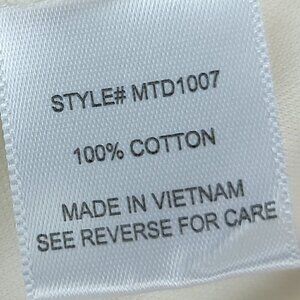 STYLE# MTD1007
100% COTTON
MADE IN VIETNAM
SEE REVERSE FOR CARE